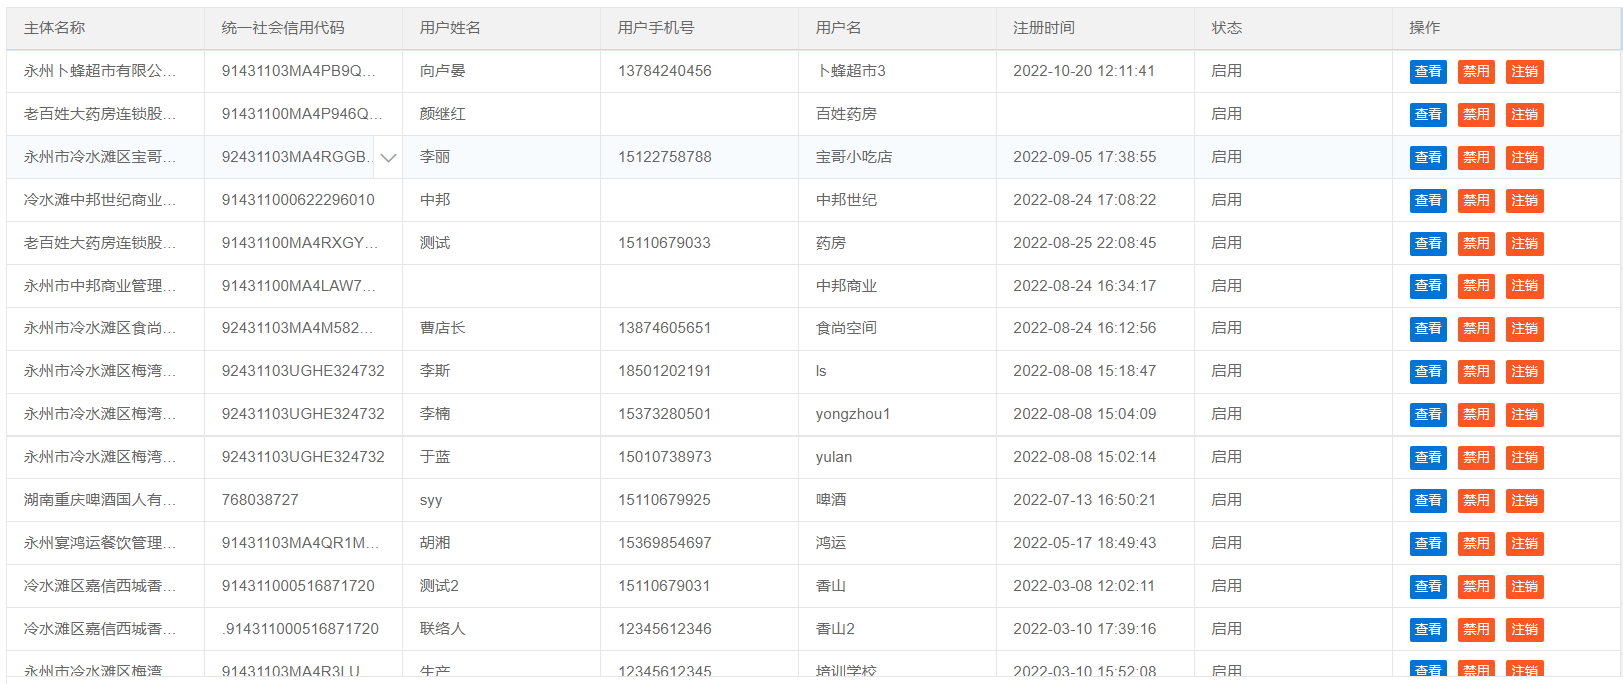 主体名称 统一社会信用代码 用户姓名 用户手机号 用户名 注册时间 状态 操作
永州卜蜂超市有限公... 91431103MA4PB9Q... 向卢晏 13784240456 卜蜂超市3 2022-10-20 12:11:41 启用 查看 禁用 注销
老百姓大药房连锁股... 91431100MA4P946Q... 颜继红 百姓药房 启用 查看 禁用 注销
永州市冷水滩区宝哥... 92431103MA4RGGB.. 李丽 15122758788 宝哥小吃店 2022-09-05 17:38:55 启用 查看 禁用 注销
冷水滩中邦世纪商业... 914311000622296010 中邦 中邦世纪 2022-08-24 17:08:22 启用 查看 禁用 注销
老百姓大药房连锁股... 91431100MA4RXGY... 测试 15110679033 药房 2022-08-25 22:08:45 启用 查看 禁用 注销
永州市中邦商业管理... 91431100MA4LAW7... 中邦商业 2022-08-24 16:34:17 启用 查看 禁用 注销
永州市冷水滩区食尚... 92431103MA4M582... 曹店长 13874605651 食尚空间 2022-08-24 16:12:56 启用 查看 禁用 注销
永州市冷水滩区梅湾... 92431103UGHE324732 李斯 18501202191 ls 2022-08-08 15:18:47 启用 查看 禁用 注销
永州市冷水滩区梅湾... 92431103UGHE324732 李楠 15373280501 yongzhou1 2022-08-08 15:04:09 启用 查看 禁用 注销
永州市冷水滩区梅湾... 92431103UGHE324732 于蓝 15010738973 yulan 2022-08-08 15:02:14 启用 查看 禁用 注销
湖南重庆啤酒国人有... 768038727 syy 15110679925 啤酒 2022-07-13 16:50:21 启用 查看 禁用 注销
永州宴鸿运餐饮管理... 91431103MA4QR1M... 胡湘 15369854697 鸿运 2022-05-17 18:49:43 启用 查看 禁用 注销
冷水滩区嘉信西城香... 914311000516871720 测试2 15110679031 香山 2022-03-08 12:02:11 启用 查看 禁用 注销
冷水滩区嘉信西城香... .914311000516871720 联络人 12345612346 香山2 2022-03-10 17:39:16 启用 查看 禁用 注销
永州市冷水滩区梅湾... 91431103MA4R3LU... 生产 12345612345 培训学校 2022-03-10 15:52:08 启用 查看 禁用 注销